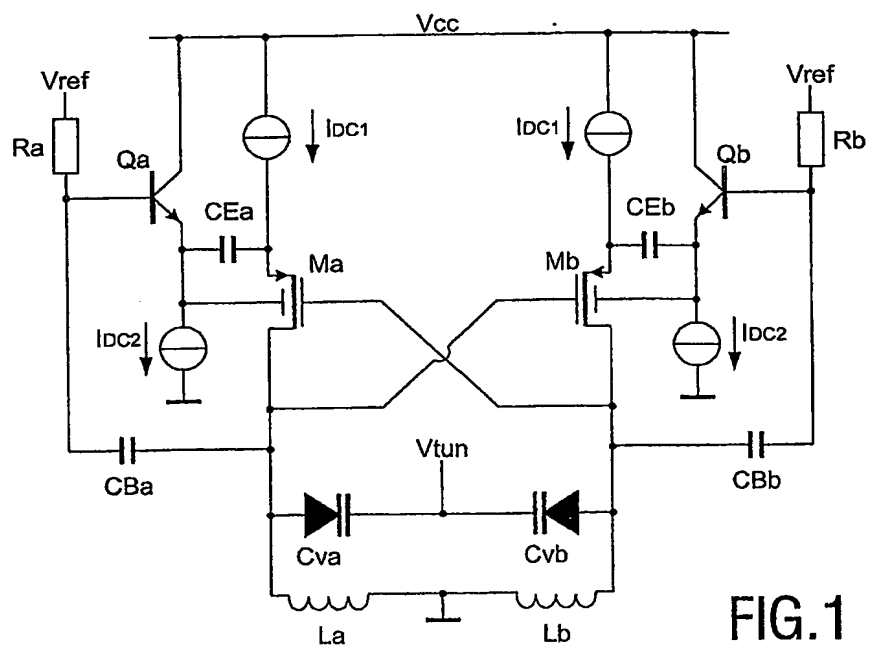 Vcc
Vref
Vref
IDC1
IDC1
Ra
Rb
Qa
Qb
CEa
CEb
Ma
Mb
IDC2
IDC2
Vtun
CBa
CBb
Cva
Cvb
La
Lb
FIG.1